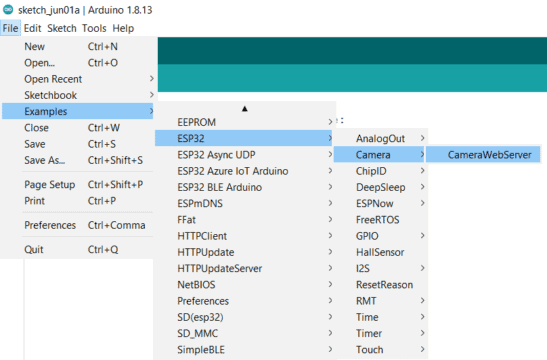 sketch_jun01a | Arduino 1.8.13
File Edit Sketch Tools Help
New Ctrl+N
Open... Ctrl+O
Open Recent
Sketchbook
Examples
Close Ctrl+W
Save Ctrl+S
Save As... Ctrl+Shift+S
Page Setup Ctrl+Shift+P
Print Ctrl+P
Preferences Ctrl+Comma
Quit Ctrl+Q
EEPROM
ESP32
ESP32 Async UDP
ESP32 Azure IoT Arduino
ESP32 BLE Arduino
ESPmDNS
FFat
HTTPClient
HTTPUpdate
HTTPUpdateServer
NetBIOS
Preferences
SD(esp32)
SD_MMC
SimpleBLE
AnalogOut
Camera
ChipID
DeepSleep
ESPNow
FreeRTOS
GPIO
HallSensor
I2S
ResetReason
RMT
Time
Timer
Touch
CameraWebServer